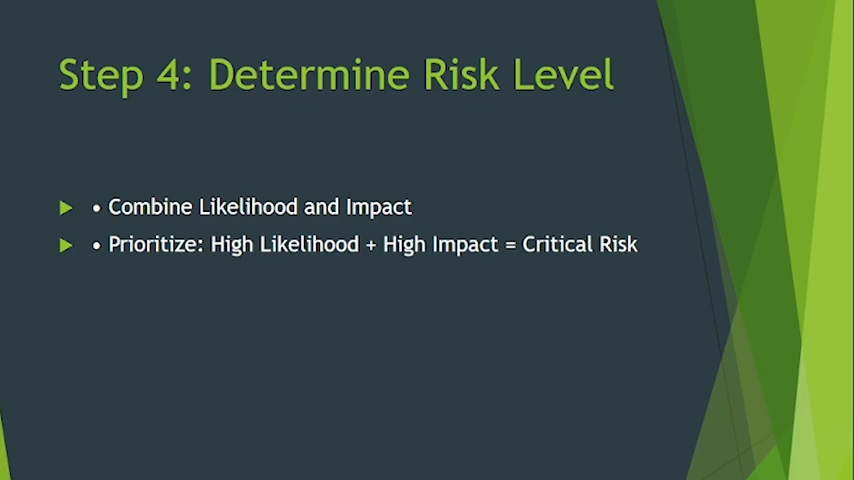 Step 4: Determine Risk Level
• Combine Likelihood and Impact
• Prioritize: High Likelihood + High Impact = Critical Risk